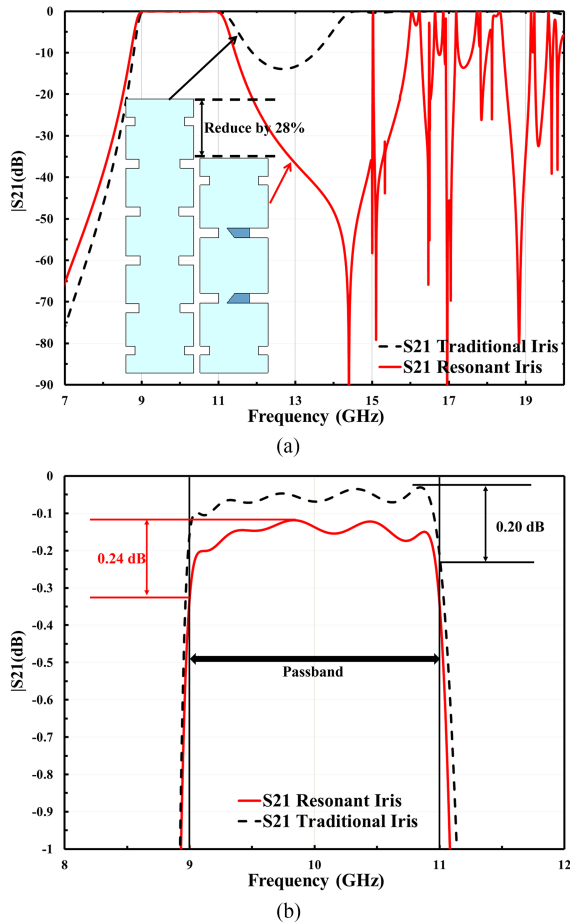 0
-10
-20
-30
-40
-50
-60
-70
-80
-90
|S21(dB)
Reduce by 28%
S21 Traditional Iris
S21 Resonant Iris
7 9 11 13 15 17 19
Frequency (GHz)
(a)
0
-0.1
-0.2
-0.3
-0.4
-0.5
-0.6
-0.7
-0.8
-0.9
-1
|S21(dB)
0.24 dB
0.20 dB
Passband
S21 Resonant Iris
S21 Traditional Iris
8 9 10 11 12
Frequency (GHz)
(b)